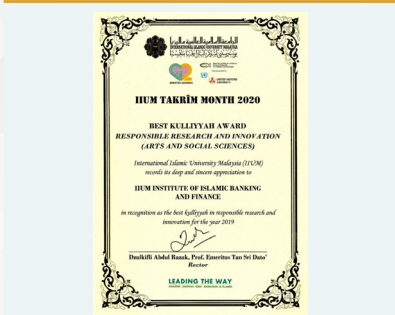 INTERNATIONAL ISLAMIC UNIVERSITY MALAYSIA
IIUM TAKRĪM MONTH 2020
BEST KULLIYYAH AWARD
RESPONSIBLE RESEARCH AND INNOVATION
(ARTS AND SOCIAL SCIENCES)
International Islamic University Malaysia (IIUM)
records its deep and sincere appreciation to
IIUM INSTITUTE OF ISLAMIC BANKING
AND FINANCE
in recognition as the best kulliyyah in responsible research and
innovation for the year 2019
Dzulkifli Abdul Razak, Prof. Emeritus Tan Sri Dato'
Rector
LEADING THE WAY